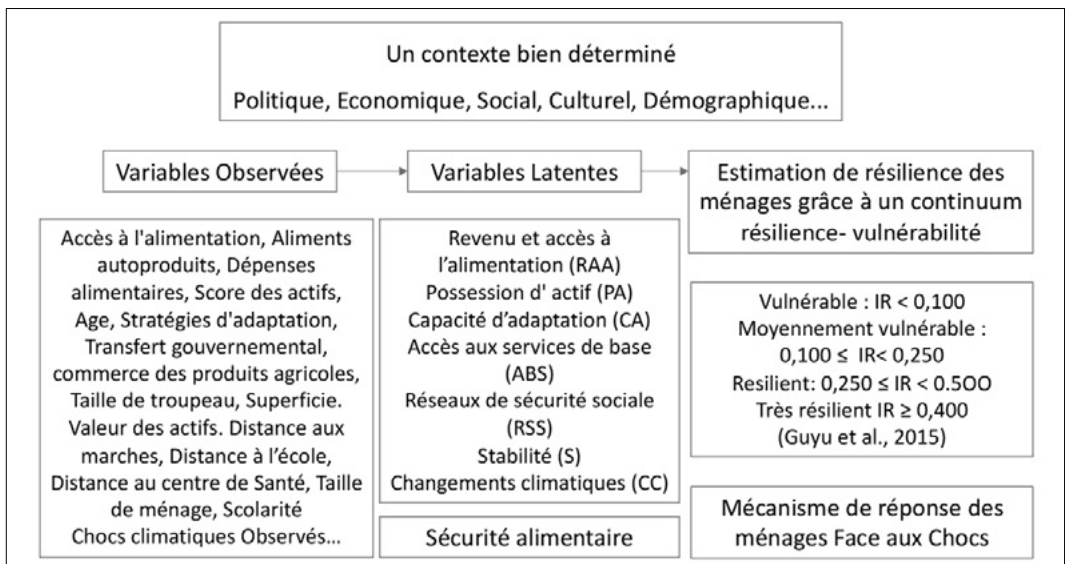 Un contexte bien déterminé
Politique, Economique, Social, Culturel, Démographique...
Variables Observées
Variables Latentes
Estimation de résilience des
ménages grâce à un continuum
résilience- vulnérabilité
Accès à l'alimentation, Aliments
autoproduits, Dépenses
alimentaires, Score des actifs,
Age, Stratégies d'adaptation,
Transfert gouvernemental,
commerce des produits agricoles,
Taille de troupeau, Superficie.
Valeur des actifs. Distance aux
marches, Distance à l’école,
Distance au centre de Santé, Taille
de ménage, Scolarité
Chocs climatiques Observés...
Revenu et accès à
l’alimentation (RAA)
Possession d' actif (PA)
Capacité d’adaptation (CA)
Accès aux services de base
(ABS)
Réseaux de sécurité sociale
(RSS)
Stabilité (S)
Changements climatiques (CC)
Sécurité alimentaire
Vulnérable : IR < 0,100
Moyennement vulnérable :
0,100 ≤ IR< 0,250
Resilient: 0,250 ≤ IR < 0.5OO
Très résilient IR ≥ 0,400
(Guyu et al., 2015)
Mécanisme de réponse des
ménages Face aux Chocs